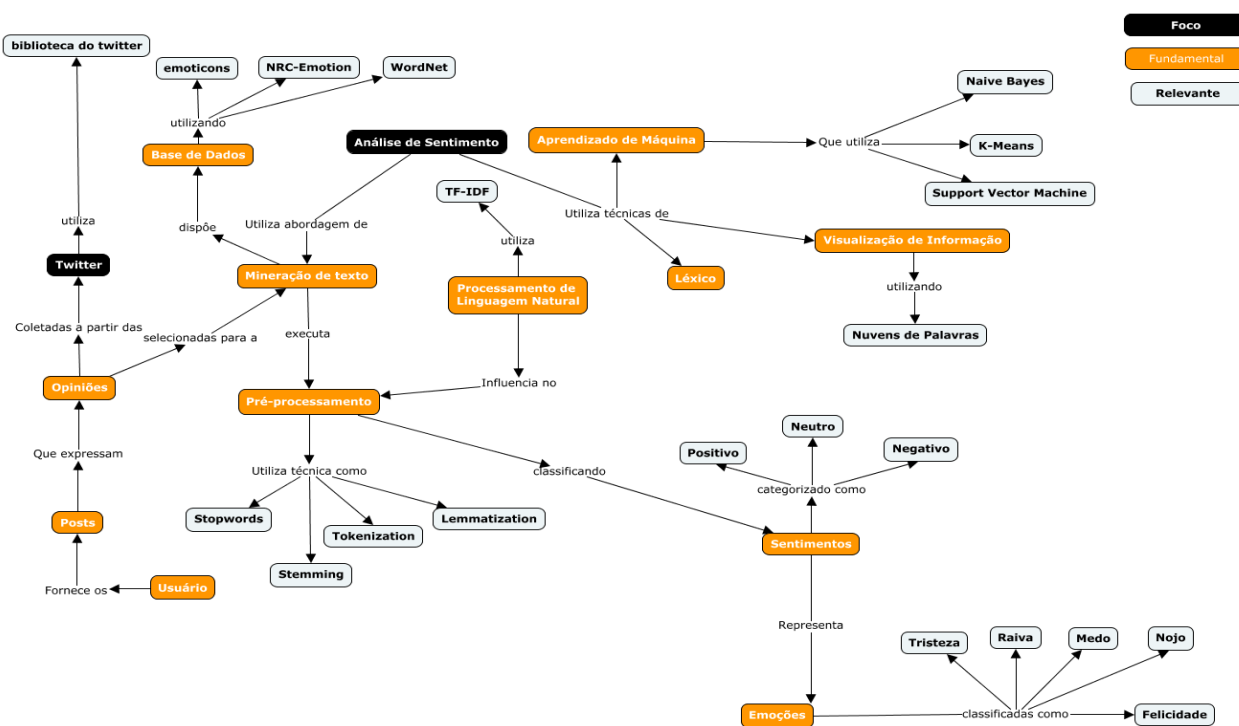 Foco
biblioteca do twitter
Fundamental
emoticons
NRC-Emotion
WordNet
Naive Bayes
Relevante
utilizando
Análise de Sentimento
Aprendizado de Máquina
Que utiliza
K-Means
Base de Dados
TF-IDF
Support Vector Machine
utiliza
dispõe
Utiliza abordagem de
Utiliza técnicas de
utiliza
Visualização de Informação
Twitter
Mineração de texto
Processamento de
Linguagem Natural
Léxico
utilizando
Coletadas a partir das
selecionadas para a
executa
Nuvens de Palavras
Opiniões
Influencia no
Pré-processamento
Neutro
Que expressam
Positivo
Negativo
Utiliza técnica como
classificando
categorizado como
Posts
Stopwords
Tokenization
Lemmatization
Sentimentos
Stemming
Fornece os
Usuário
Representa
Tristeza
Raiva
Medo
Nojo
Emoções
classificadas como
Felicidade